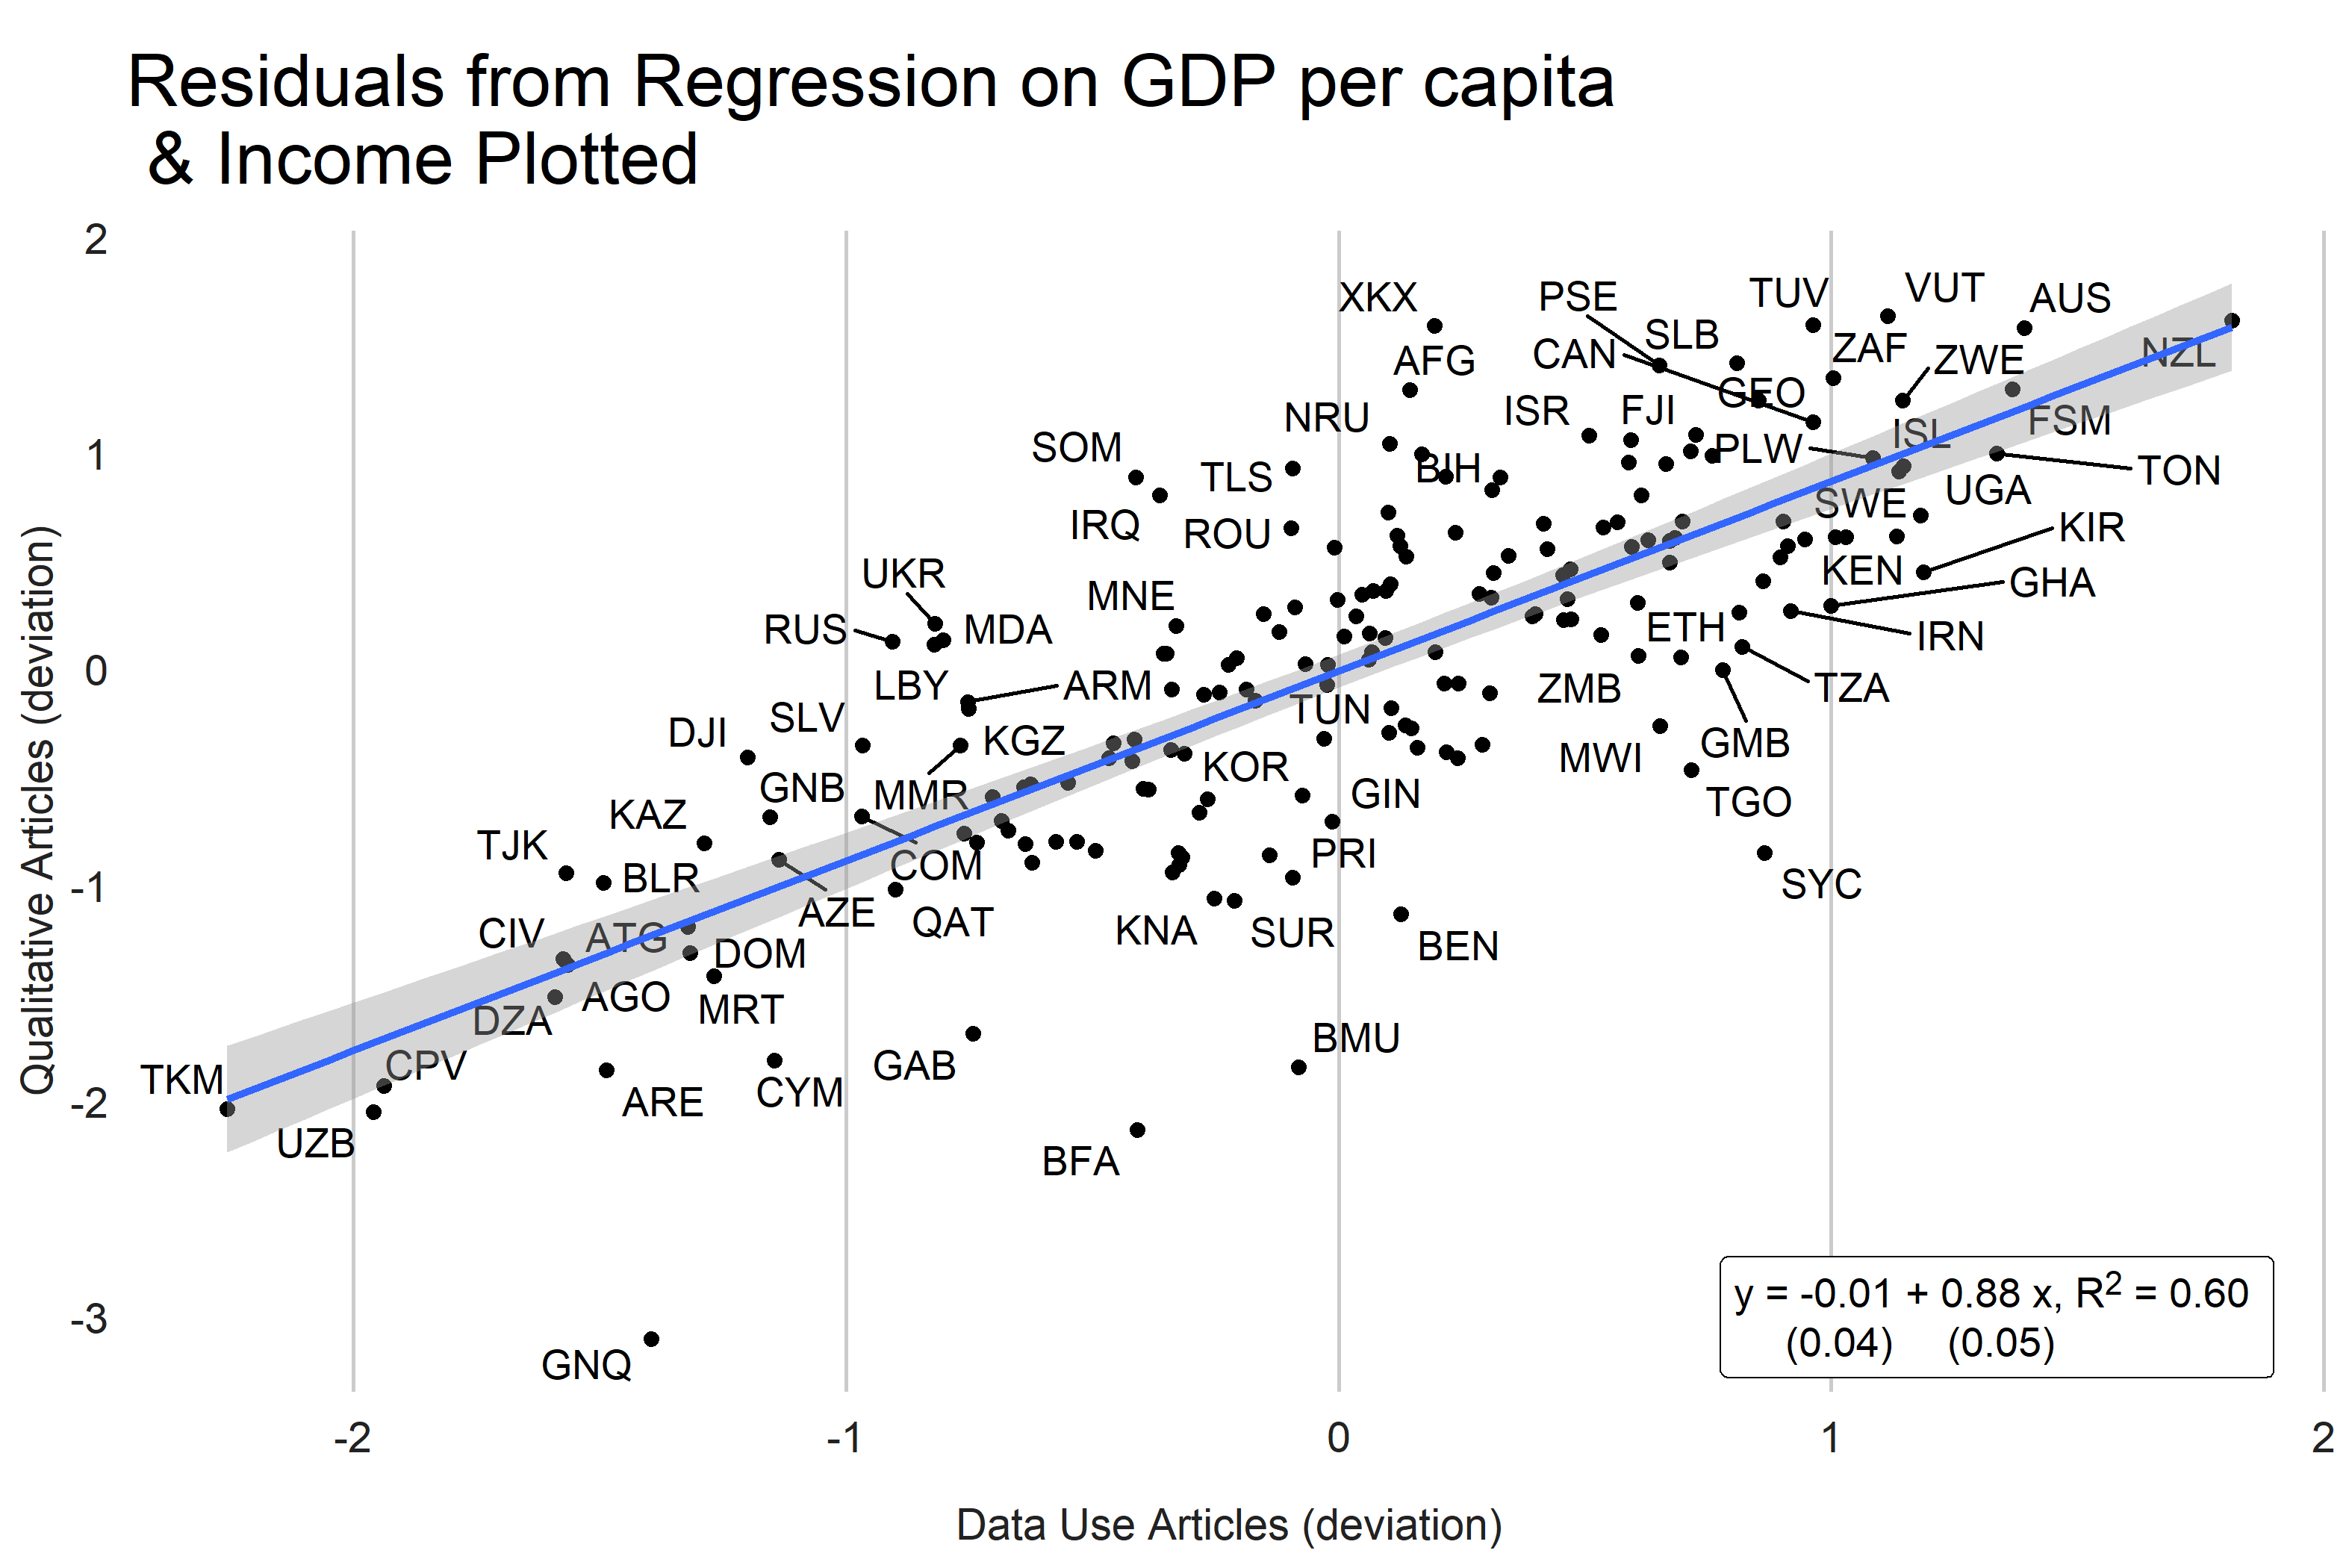 Residuals from Regression on GDP per capita
& Income Plotted
2
1
0
-1
-2
-3
Qualitative Articles (deviation)
XKX
PSE
TUV
VUT
AUS
SLB
CAN
ZAF
ZWE
NZL
AFG
GEO
NRU
ISR
FJI
FSM
ISL
SOM
PLW
TLS
BIH
TON
UGA
SWE
IRQ
ROU
KIR
UKR
KEN
GHA
MNE
RUS
MDA
ETH
IRN
LBY
ARM
ZMB
TZA
TUN
SLV
DJI
KGZ
GMB
MWI
KOR
GNB
MMR
GIN
TGO
KAZ
TJK
PRI
COM
BLR
SYC
AZE
QAT
KNA
SUR
CIV
ATG
BEN
DOM
AGO
MRT
DZA
BMU
CPV
GAB
TKM
CYM
ARE
UZB
BFA
GNQ
y = -0.01 + 0.88 x, R² = 0.60
(0.04) (0.05)
-2
-1
0
1
2
Data Use Articles (deviation)